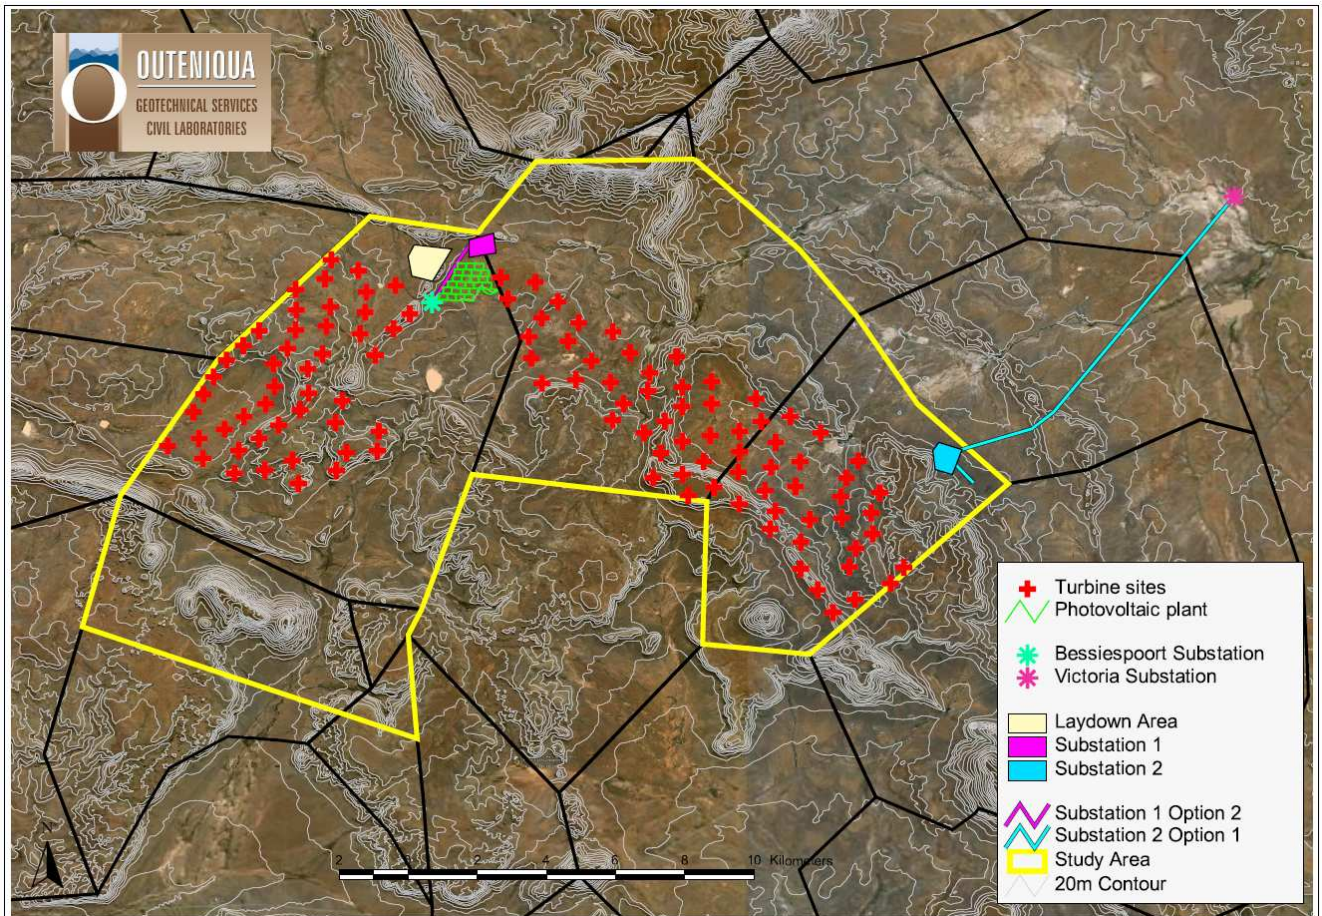 OUTENIQUA
GEOTECHNICAL SERVICES
CIVIL LABORATORIES
O
Turbine sites
Photovoltaic plant
Bessiespoort Substation
Victoria Substation
Laydown Area
Substation 1
Substation 2
Substation 1 Option 2
Substation 2 Option 1
Study Area
20m Contour
N
2 0 2 4 6 8 10 Kilometers